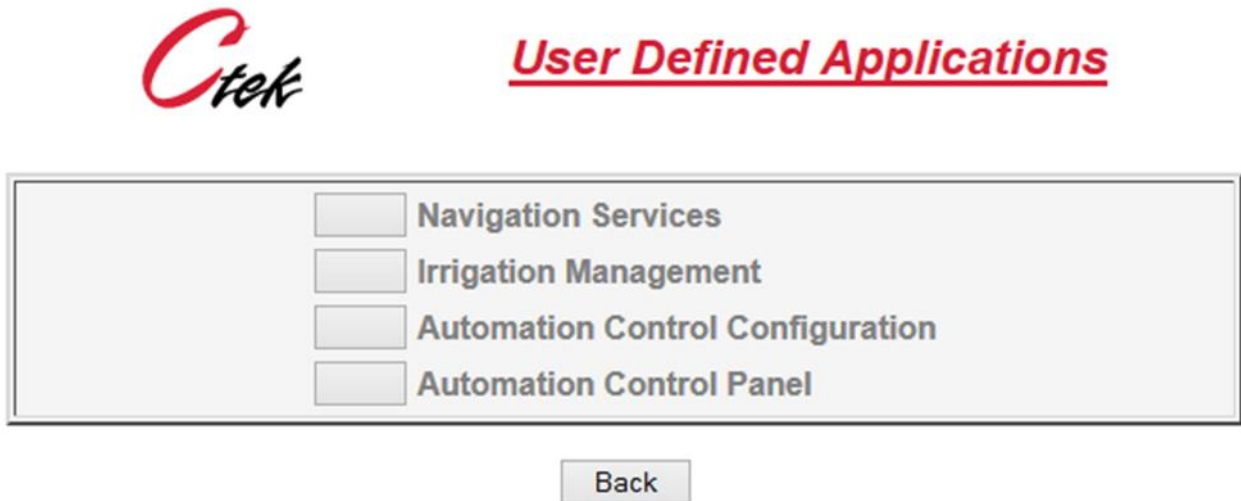 Ctek
User Defined Applications
Navigation Services
Irrigation Management
Automation Control Configuration
Automation Control Panel
Back